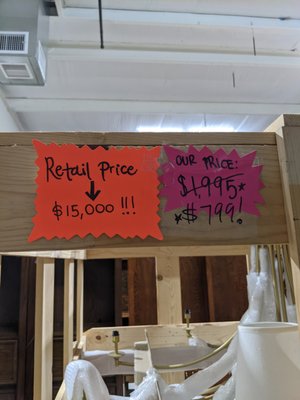 Retail Price
$15,000 !!!
OUR PRICE:
$1,995*
*$799!